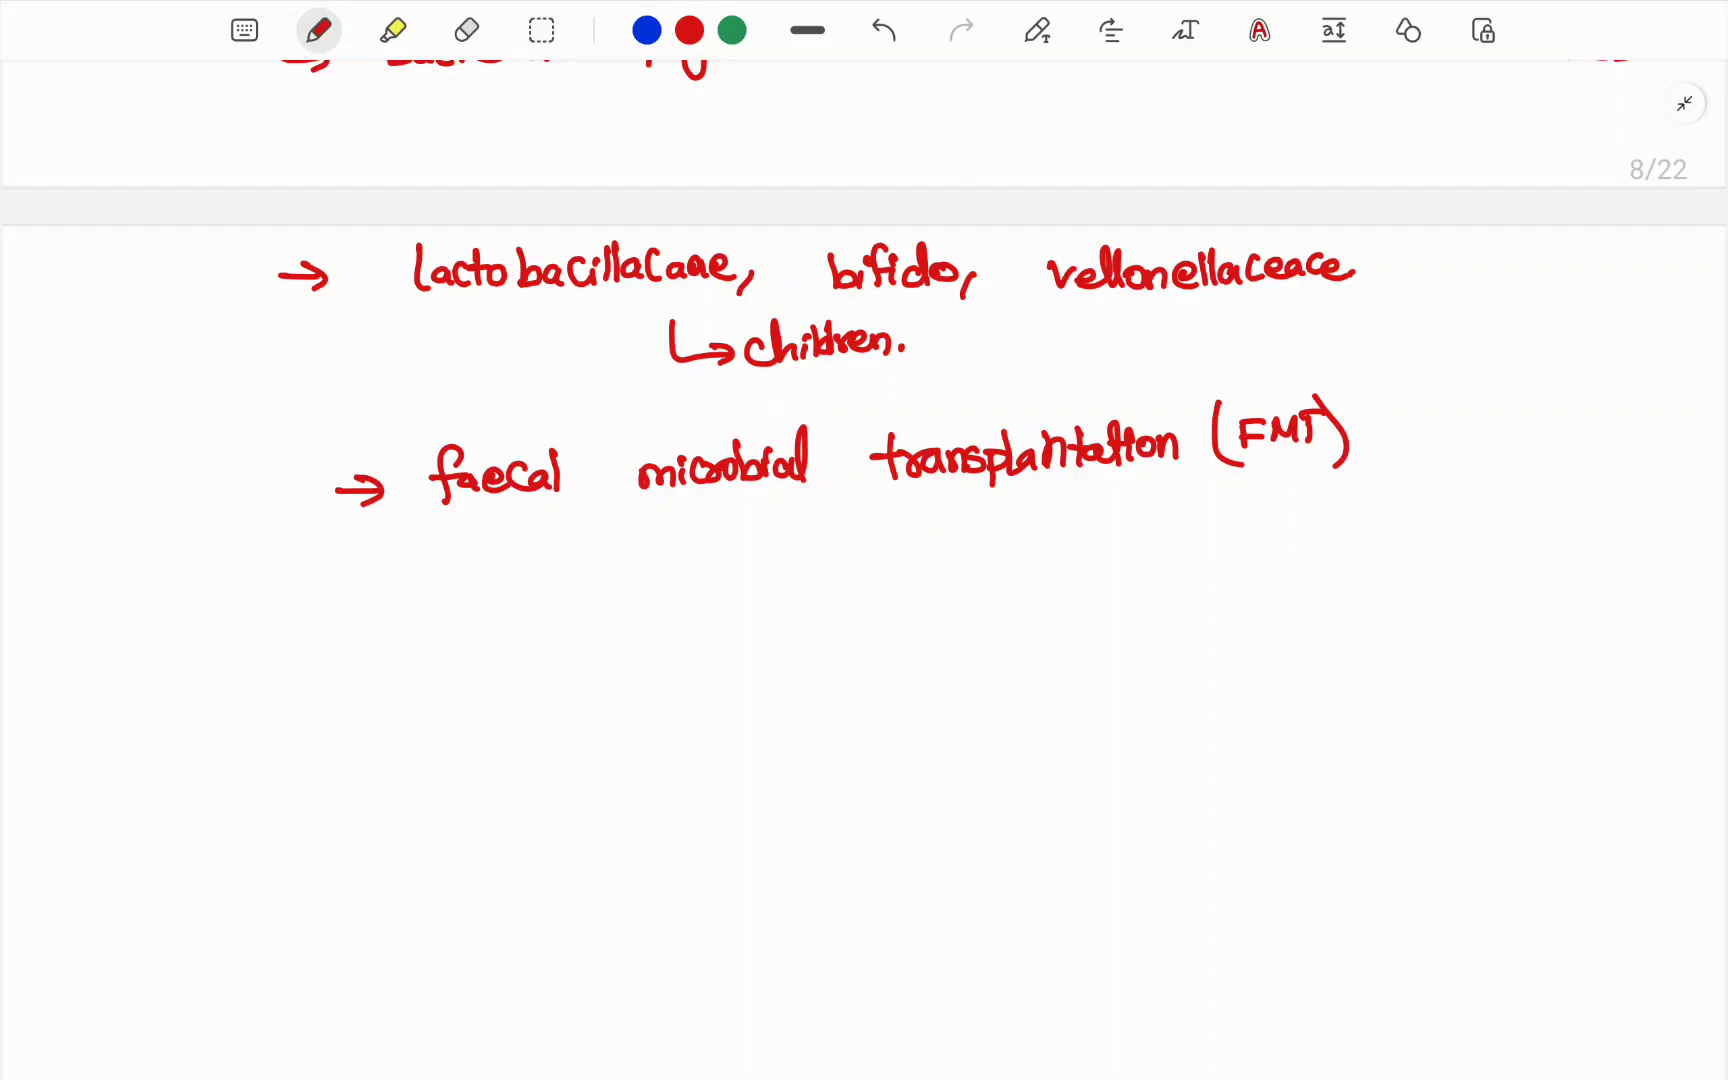 8/22
→ lactobacillacaae, bifido, vellonellaceace
↳ children.
→ faecal microbial transplantation (FMT)